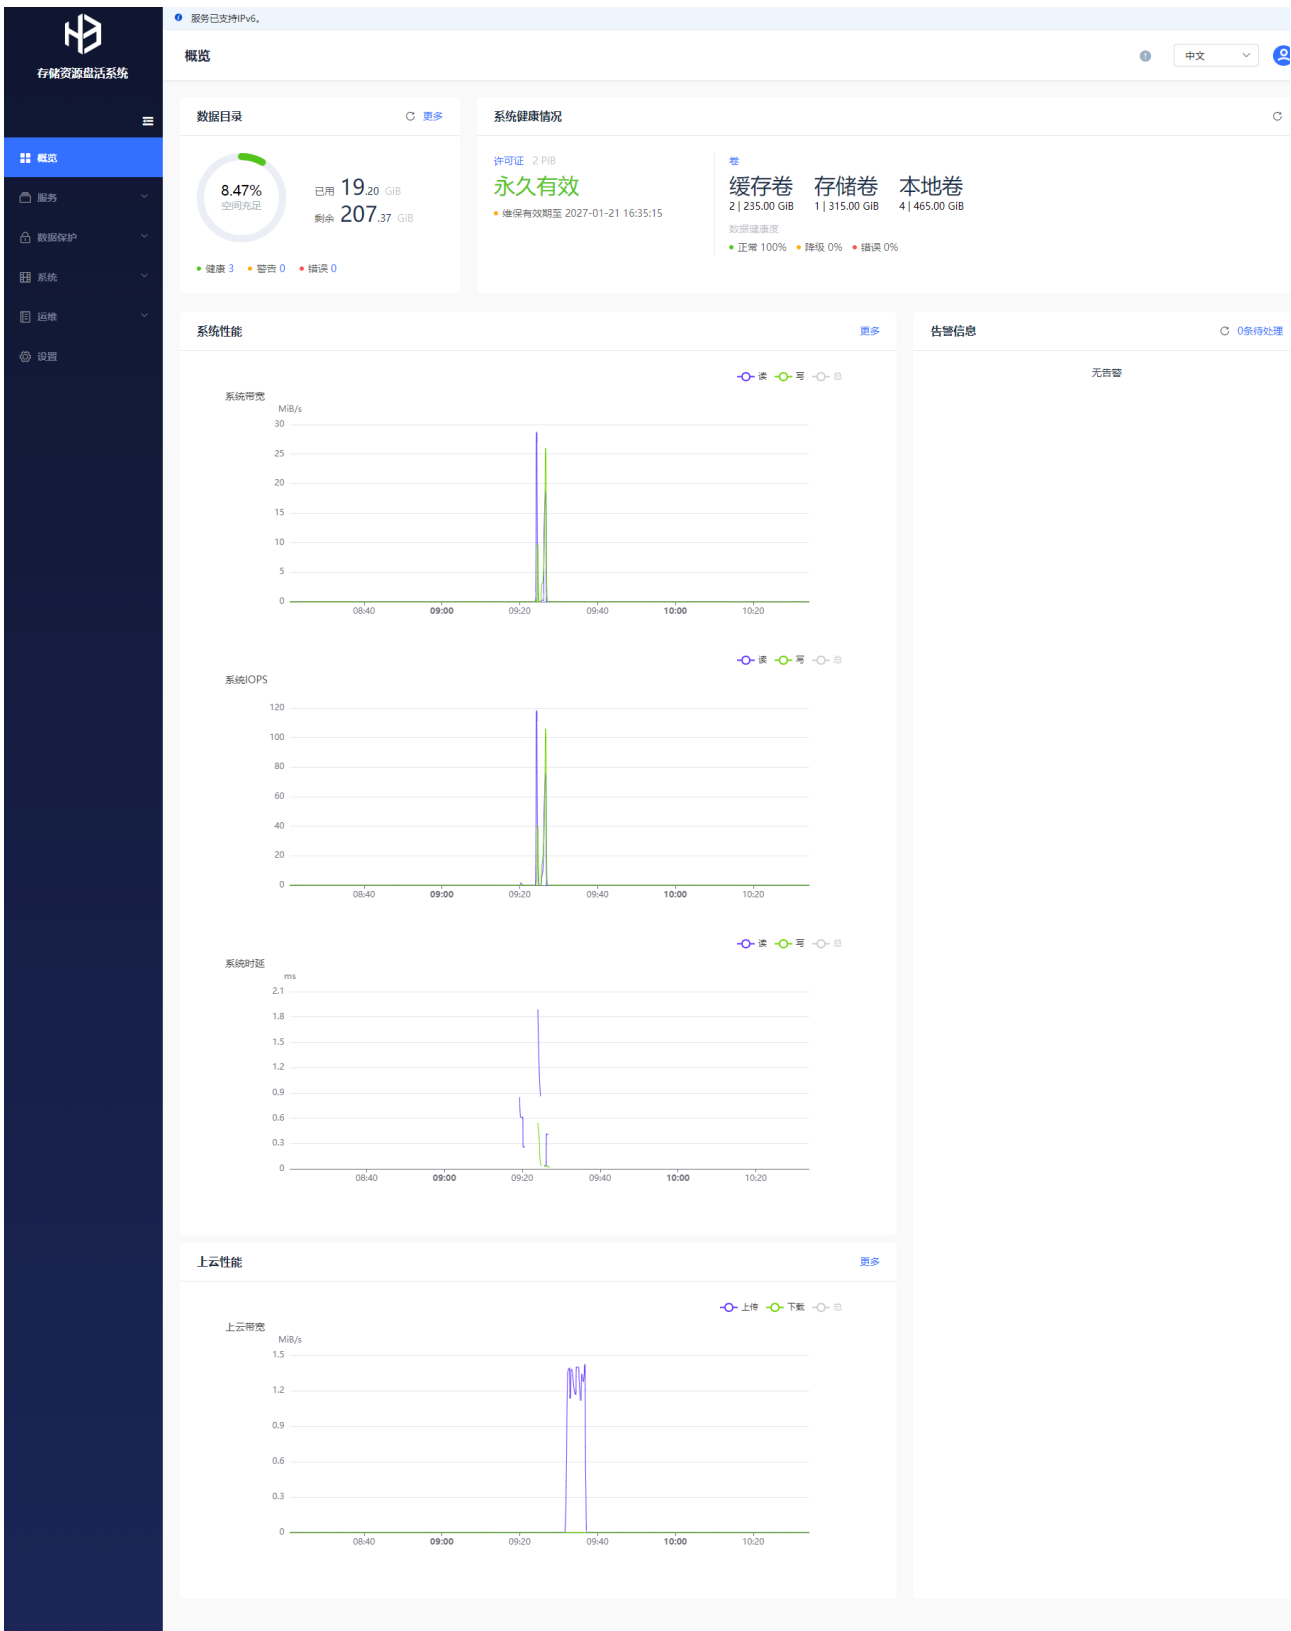 服务已支持IPv6。
存储资源盘活系统
概览
中文
概览
服务
数据保护
系统
运维
设置
数据目录
更多
8.47%
空间充足
已用 19.20 GiB
剩余 207.37 GiB
健康 3 警告 0 错误 0
系统健康情况
许可证 2 PiB
永久有效
维保有效期至 2027-01-21 16:35:15
卷
缓存卷 存储卷 本地卷
2 | 235.00 GiB 1 | 315.00 GiB 4 | 465.00 GiB
数据健康度
正常 100% 降级 0% 错误 0%
系统性能
更多
读 写 总
系统带宽
MiB/s
30
25
20
15
10
5
0
08:40 09:00 09:20 09:40 10:00 10:20
读 写 总
系统IOPS
120
100
80
60
40
20
0
08:40 09:00 09:20 09:40 10:00 10:20
读 写 总
系统时延
ms
2.1
1.8
1.5
1.2
0.9
0.6
0.3
0
08:40 09:00 09:20 09:40 10:00 10:20
告警信息
0条待处理
无告警
上云性能
更多
上传 下载 总
上云带宽
MiB/s
1.5
1.2
0.9
0.6
0.3
0
08:40 09:00 09:20 09:40 10:00 10:20